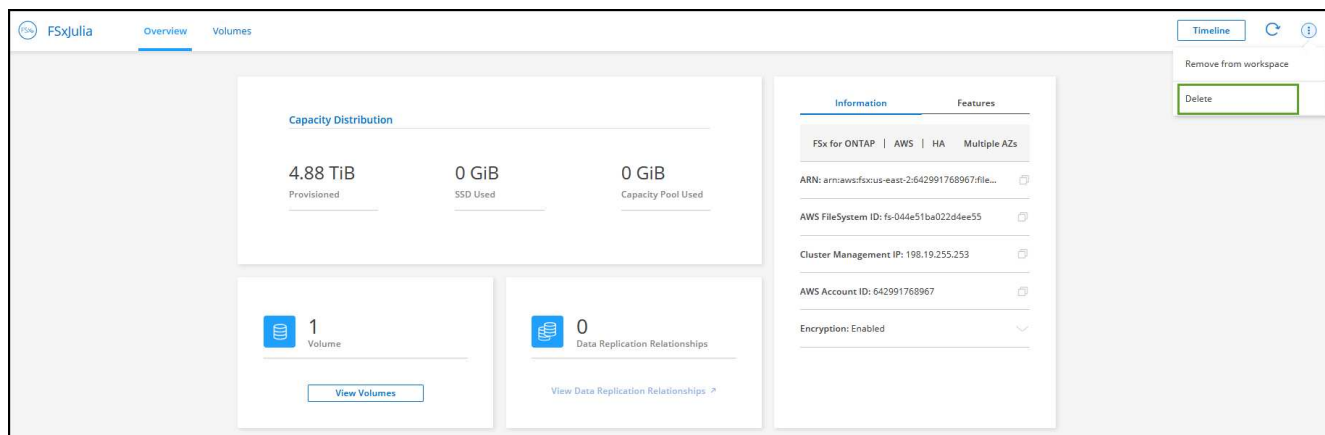 FSx FSxJulia Overview Volumes Timeline
Remove from workspace
Delete
Capacity Distribution
4.88 TiB 0 GiB 0 GiB
Provisioned SSD Used Capacity Pool Used
1
Volume
View Volumes
0
Data Replication Relationships
View Data Replication Relationships
Information Features
FSx for ONTAP | AWS | HA Multiple AZs
ARN: arn:aws:fsx:us-east-2:642991768967:file...
AWS FileSystem ID: fs-044e51ba022d4ee55
Cluster Management IP: 198.19.255.253
AWS Account ID: 642991768967
Encryption: Enabled